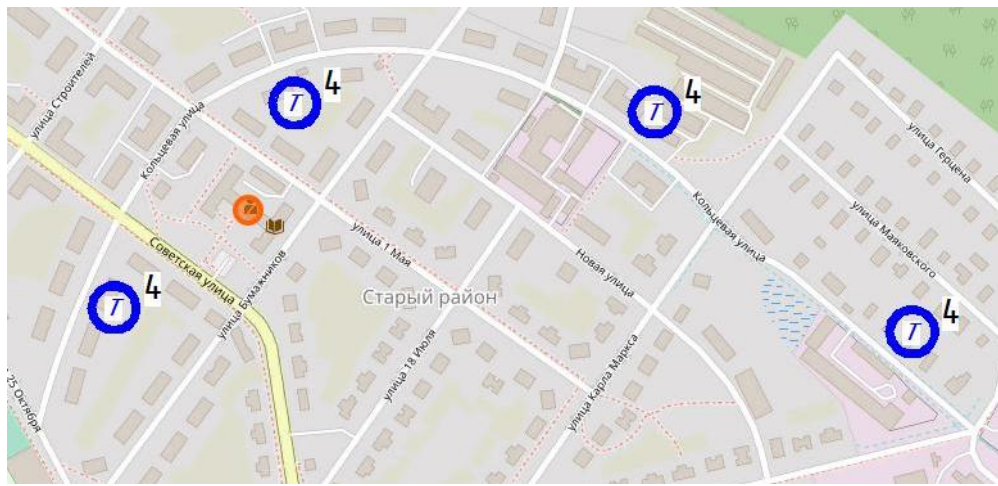 улица Строителей
Кольцевая улица
4
Т
4
Т
улица Герцена
улица Маяковского
Кольцевая улица
улица 1 Мая
Новая улица
Советская улица
улица Бумажников
Старый район
4
Т
улица 18 Июля
улица Карла Маркса
4
Т
25 Октября